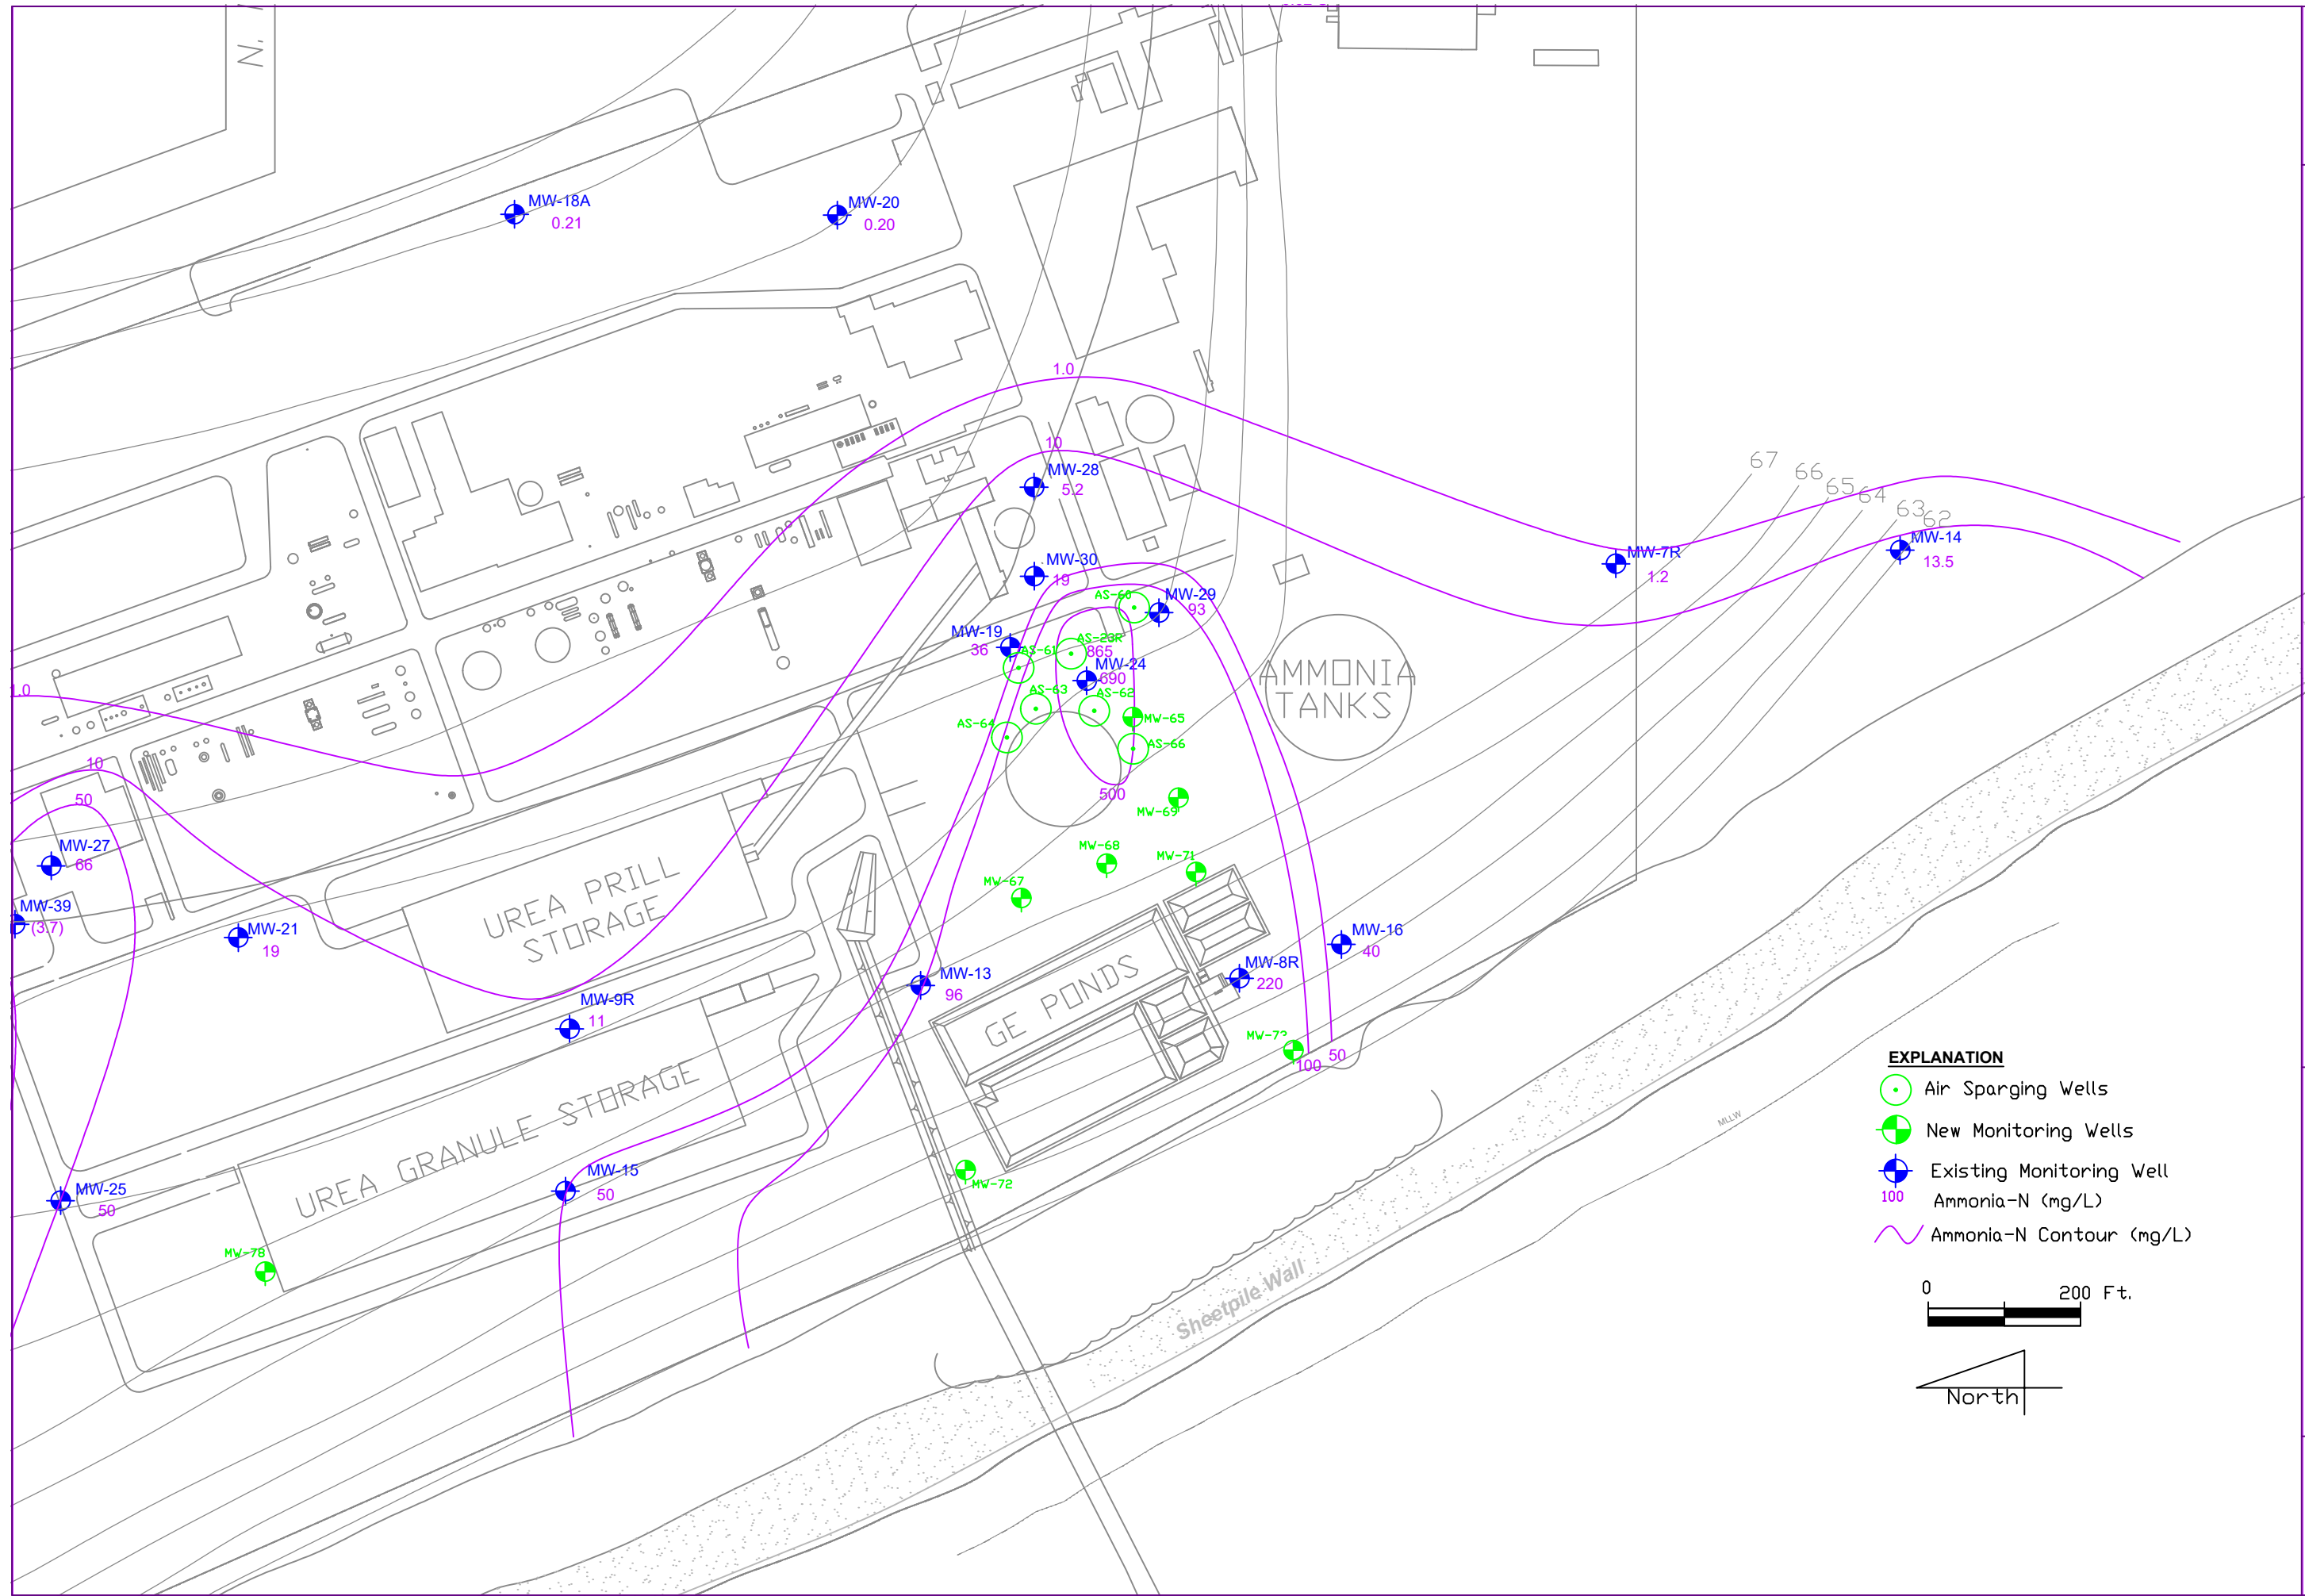 N.
MW-18A
0.21
MW-20
0.20
1.0
10
MW-28
5.2
67
66
65
64
63
62
MW-14
13.5
MW-7R
1.2
MW-30
19
AS-60
MW-29
93
MW-19
36
AS-61
AS-23R
865
MW-24
690
AS-63
AS-62
MW-65
AS-64
AS-66
AMMONIA
TANKS
1.0
10
50
500
MW-69
MW-27
66
MW-68
MW-71
MW-67
UREA PRILL
STORAGE
MW-39
(3.7)
MW-21
19
MW-13
96
MW-16
40
MW-8R
220
GE PONDS
MW-9R
11
100
50
UREA GRANULE STORAGE
MW-15
50
MW-72
MW-25
50
MW-78
MLLW
Sheetpile Wall
EXPLANATION
Air Sparging Wells
New Monitoring Wells
Existing Monitoring Well
100 Ammonia-N (mg/L)
Ammonia-N Contour (mg/L)
0 200 Ft.
North